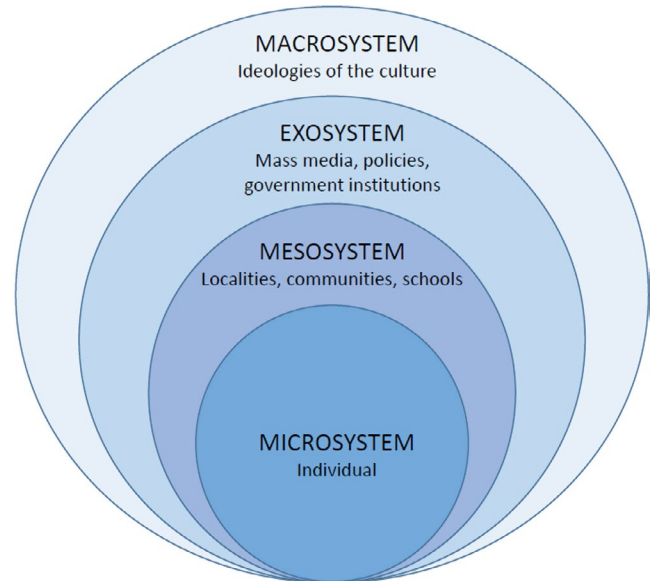 MACROSYSTEM
Ideologies of the culture
EXOSYSTEM
Mass media, policies,
government institutions
MESOSYSTEM
Localities, communities, schools
MICROSYSTEM
Individual